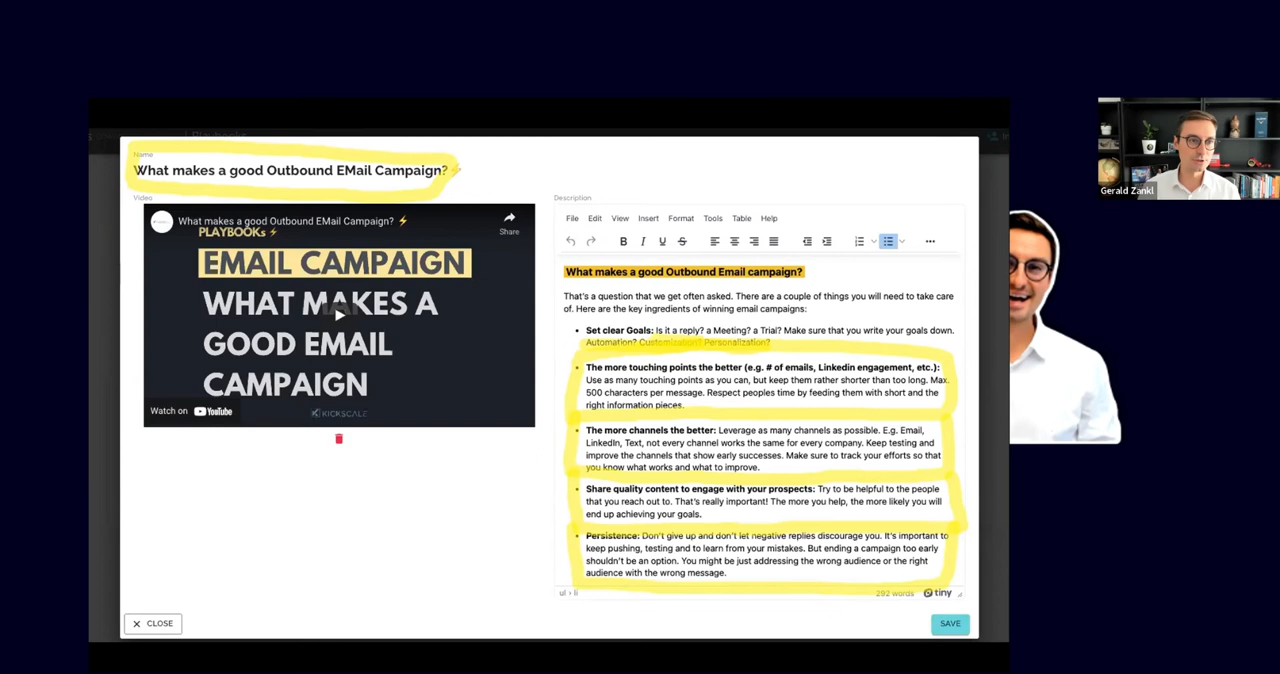 Playbooks
Name
What makes a good Outbound EMail Campaign?⚡
Video
What makes a good Outbound EMail Campaign? ⚡
PLAYBOOKs ⚡
Share
EMAIL CAMPAIGN
WHAT MAKES A
GOOD EMAIL
CAMPAIGN
Watch on YouTube
KICKSCALE
Description
File Edit View Insert Format Tools Table Help
B I U S
What makes a good Outbound Email campaign?
That's a question that we get often asked. There are a couple of things you will need to take care
of. Here are the key ingredients of winning email campaigns:
• Set clear Goals: Is it a reply? a Meeting? a Trial? Make sure that you write your goals down.
Automation? Customization? Personalization?
• The more touching points the better (e.g. # of emails, Linkedin engagement, etc.):
Use as many touching points as you can, but keep them rather shorter than too long. Max.
500 characters per message. Respect peoples time by feeding them with short and the
right information pieces.
• The more channels the better: Leverage as many channels as possible. E.g. Email,
LinkedIn, Text, not every channel works the same for every company. Keep testing and
improve the channels that show early successes. Make sure to track your efforts so that
you know what works and what to improve.
• Share quality content to engage with your prospects: Try to be helpful to the people
that you reach out to. That's really important! The more you help, the more likely you will
end up achieving your goals.
• Persistence: Don't give up and don't let negative replies discourage you. It's important to
keep pushing, testing and to learn from your mistakes. But ending a campaign too early
shouldn't be an option. You might be just addressing the wrong audience or the right
audience with the wrong message.
ul › li
292 words tiny
CLOSE
SAVE
Gerald Zankl